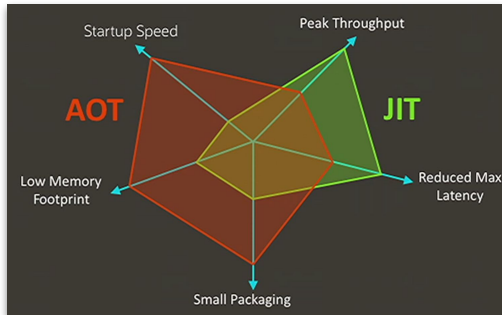 Peak Throughput
Startup Speed
AOT
JIT
Low Memory
Footprint
Reduced Max
Latency
Small Packaging